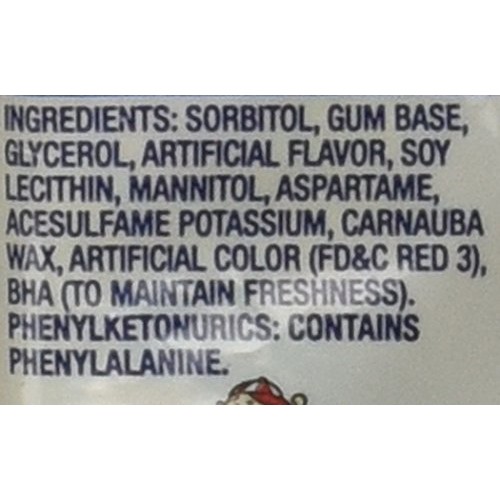 INGREDIENTS: SORBITOL, GUM BASE,
GLYCEROL, ARTIFICIAL FLAVOR, SOY
LECITHIN, MANNITOL, ASPARTAME,
ACESULFAME POTASSIUM, CARNAUBA
WAX, ARTIFICIAL COLOR (FD&C RED 3),
BHA (TO MAINTAIN FRESHNESS).
PHENYLKETONURICS: CONTAINS
PHENYLALANINE.